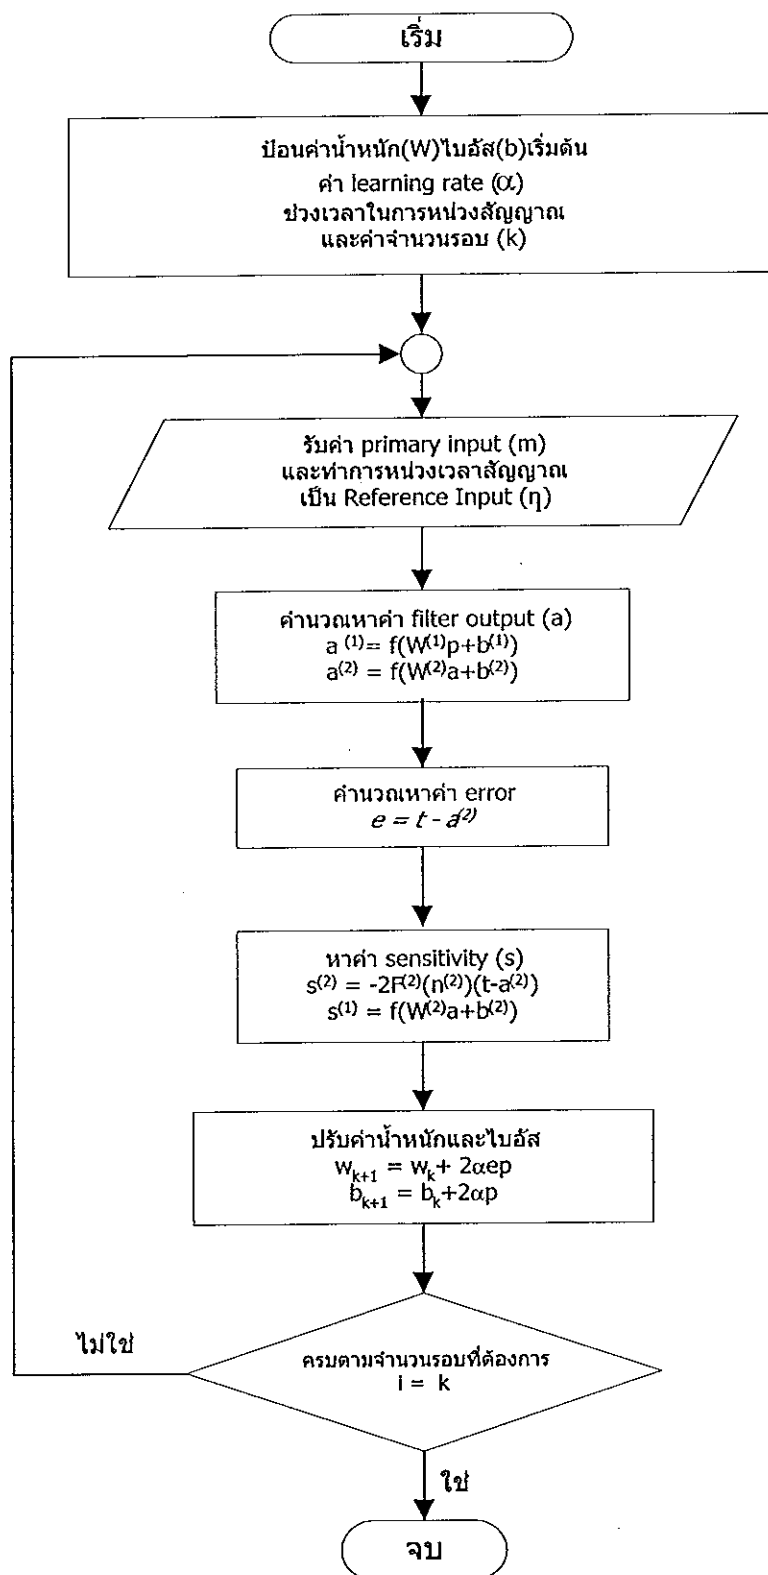 เริ่ม
ป้อนค่าน้ำหนัก(W)ไบอัส(b)เริ่มต้น
ค่า learning rate (α)
ช่วงเวลาในการหน่วงสัญญาณ
และค่าจำนวนรอบ (k)
รับค่า primary input (m)
และทำการหน่วงเวลาสัญญาณ
เป็น Reference Input (η)
คำนวณหาค่า filter output (a)
a⁽¹⁾= f(W⁽¹⁾p+b⁽¹⁾)
a⁽²⁾ = f(W⁽²⁾a+b⁽²⁾)
คำนวณหาค่า error
e = t - a⁽²⁾
หาค่า sensitivity (s)
s⁽²⁾ = -2F⁽²⁾(n⁽²⁾)(t-a⁽²⁾)
s⁽¹⁾ = f(W⁽²⁾a+b⁽²⁾)
ปรับค่าน้ำหนักและไบอัส
wₖ₊₁ = wₖ+ 2αep
bₖ₊₁ = bₖ+2αp
ไม่ใช่
ครบตามจำนวนรอบที่ต้องการ
i = k
ใช่
จบ